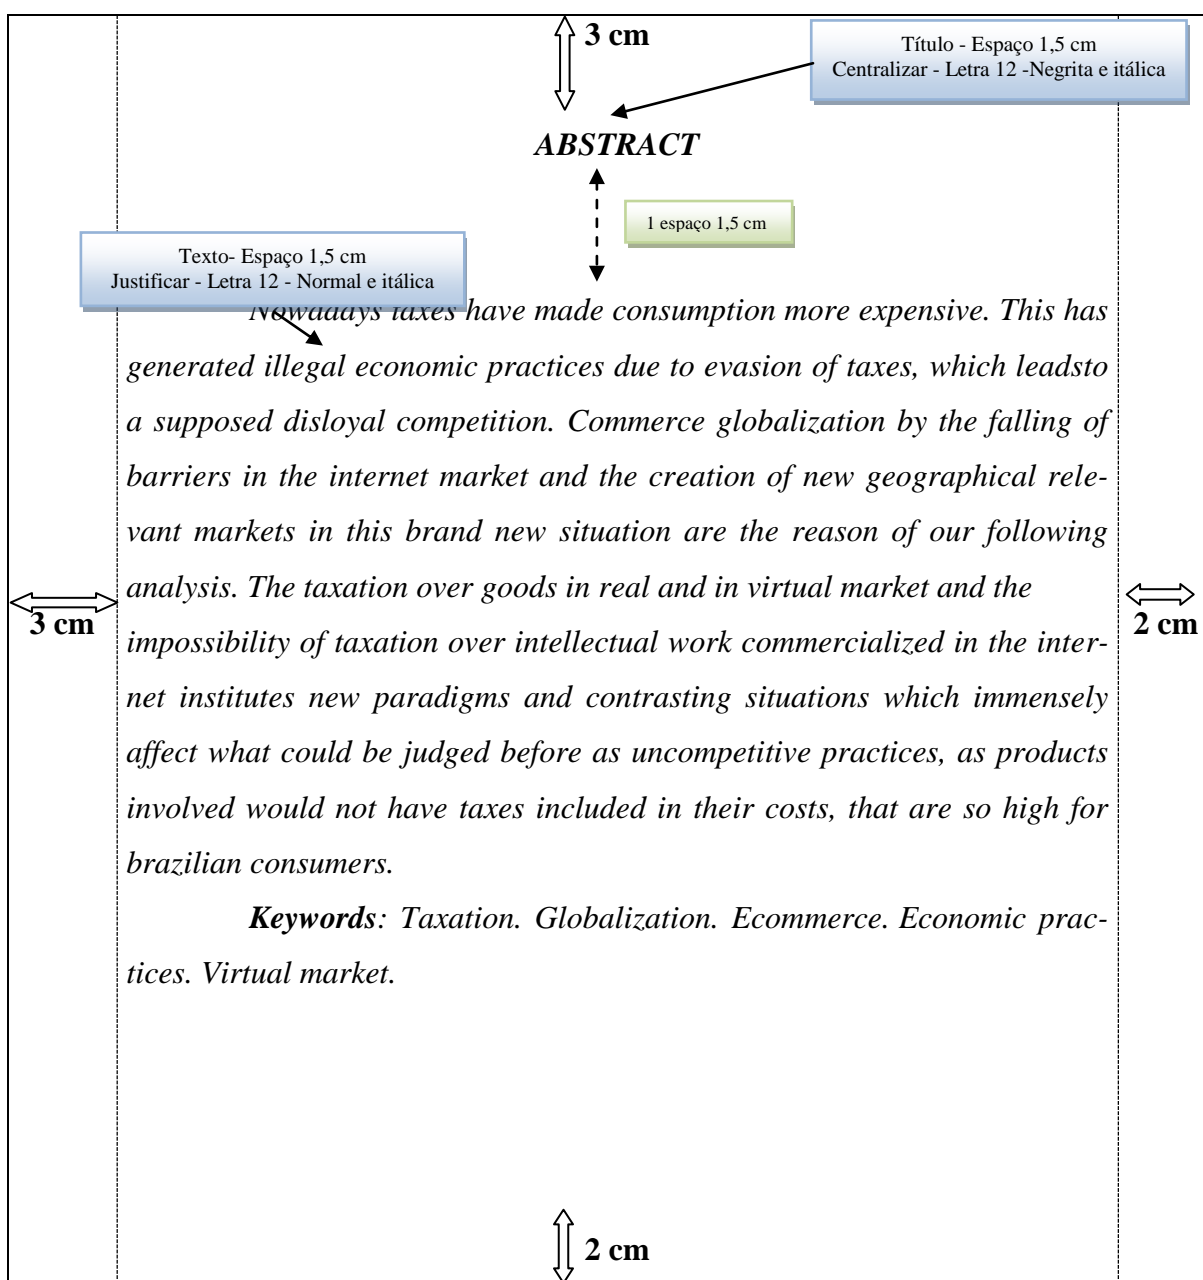 3 cm
Título - Espaço 1,5 cm
Centralizar - Letra 12 -Negrita e itálica
ABSTRACT
1 espaço 1,5 cm
Texto- Espaço 1,5 cm
Justificar - Letra 12 - Normal e itálica
Nowadays taxes have made consumption more expensive. This has
generated illegal economic practices due to evasion of taxes, which leadsto
a supposed disloyal competition. Commerce globalization by the falling of
barriers in the internet market and the creation of new geographical rele-
vant markets in this brand new situation are the reason of our following
analysis. The taxation over goods in real and in virtual market and the
3 cm
2 cm
impossibility of taxation over intellectual work commercialized in the inter-
net institutes new paradigms and contrasting situations which immensely
affect what could be judged before as uncompetitive practices, as products
involved would not have taxes included in their costs, that are so high for
brazilian consumers.
Keywords: Taxation. Globalization. Ecommerce. Economic prac-
tices. Virtual market.
2 cm